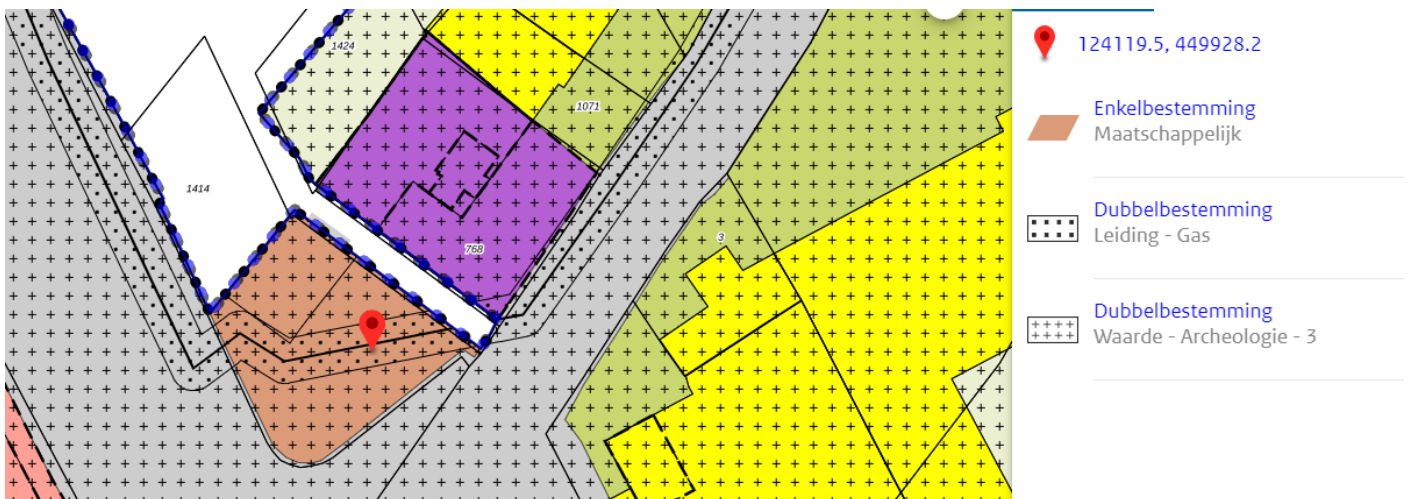 1424
1071
1414
768
3
124119.5, 449928.2
Enkelbestemming
Maatschappelijk
Dubbelbestemming
Leiding - Gas
Dubbelbestemming
Waarde - Archeologie - 3